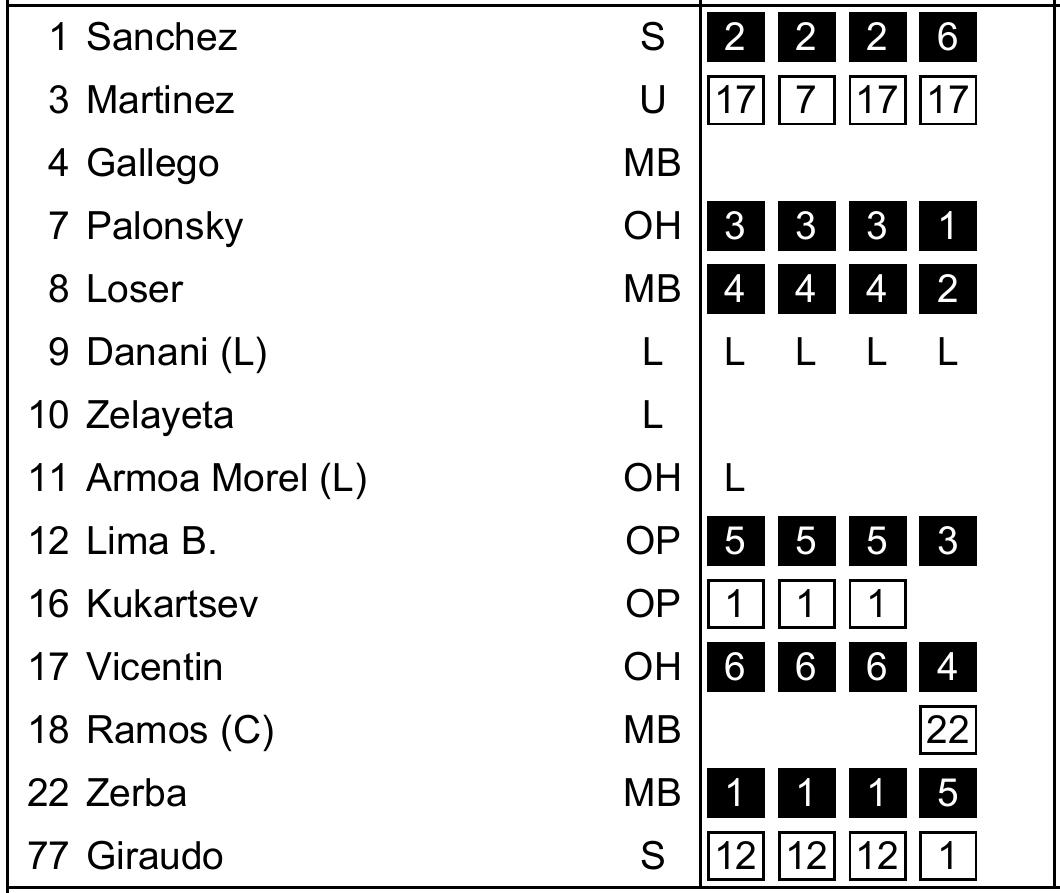 1 Sanchez S 2 2 2 6
3 Martinez U 17 7 17 17
4 Gallego MB
7 Palonsky OH 3 3 3 1
8 Loser MB 4 4 4 2
9 Danani (L) L L L L L
10 Zelayeta L
11 Armoa Morel (L) OH L
12 Lima B. OP 5 5 5 3
16 Kukartsev OP 1 1 1
17 Vicentin OH 6 6 6 4
18 Ramos (C) MB 22
22 Zerba MB 1 1 1 5
77 Giraudo S 12 12 12 1